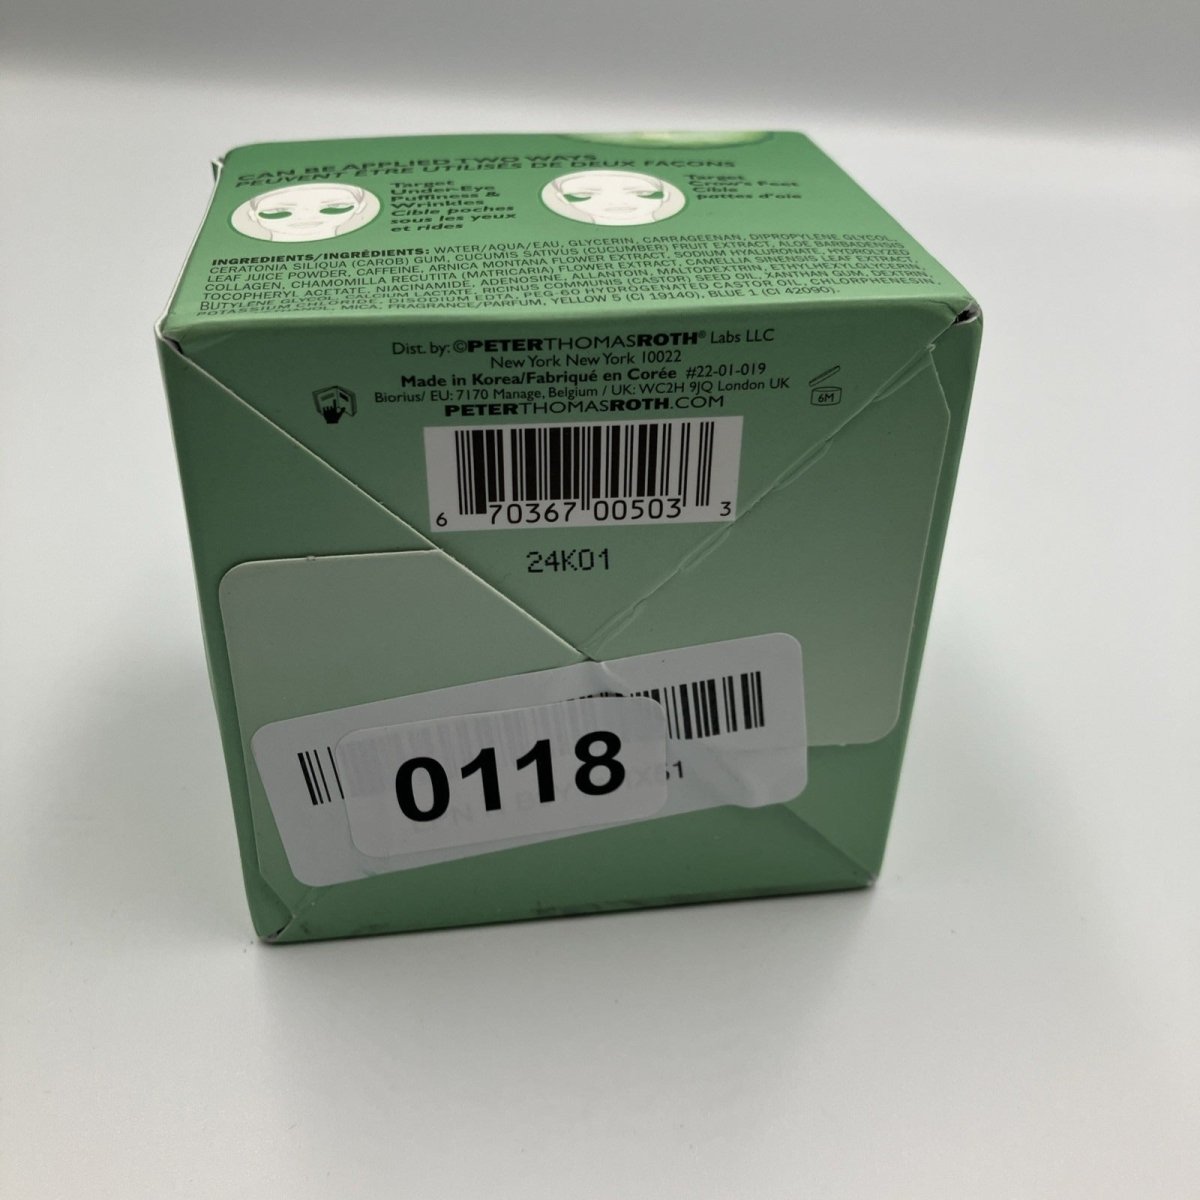 CAN BE APPLIED TWO WAYS
PEUVENT ÊTRE UTILISÉS DE DEUX FAÇONS
Target
Under-Eye
Puffiness &
Wrinkles
Cible poches
sous les yeux
et rides
Target
Crow's Feet
Cible
pattes d'oie
INGREDIENTS/INGRÉDIENTS: WATER/AQUA/EAU, GLYCERIN, CARRAGEENAN, DIPROPYLENE GLYCOL,
CERATONIA SILIQUA (CAROB) GUM, CUCUMIS SATIVUS (CUCUMBER) FRUIT EXTRACT, ALOE BARBADENSIS
LEAF JUICE POWDER, CAFFEINE, ARNICA MONTANA FLOWER EXTRACT, SODIUM HYALURONATE, HYDROLYZED
COLLAGEN, CHAMOMILLA RECUTITA (MATRICARIA) FLOWER EXTRACT, CAMELLIA SINENSIS LEAF EXTRACT,
TOCOPHERYL ACETATE, NIACINAMIDE, ADENOSINE, ALLANTOIN, MALTODEXTRIN, ETHYLHEXYLGLYCERIN,
BUTYLENE GLYCOL, CALCIUM LACTATE, RICINUS COMMUNIS (CASTOR) SEED OIL, XANTHAN GUM, DEXTRIN,
POTASSIUM CHLORIDE, DISODIUM EDTA, PEG-60 HYDROGENATED CASTOR OIL, CHLORPHENESIN,
MICA, FRAGRANCE/PARFUM, YELLOW 5 (CI 19140), BLUE 1 (CI 42090).
Dist. by: ©PETERTHOMASROTH® Labs LLC
New York New York 10022
Made in Korea/Fabriqué en Corée #22-01-019
Biorius/ EU: 7170 Manage, Belgium / UK: WC2H 9JQ London UK
PETERTHOMASROTH.COM
6M
6 70367 00503 3
24K01
0118